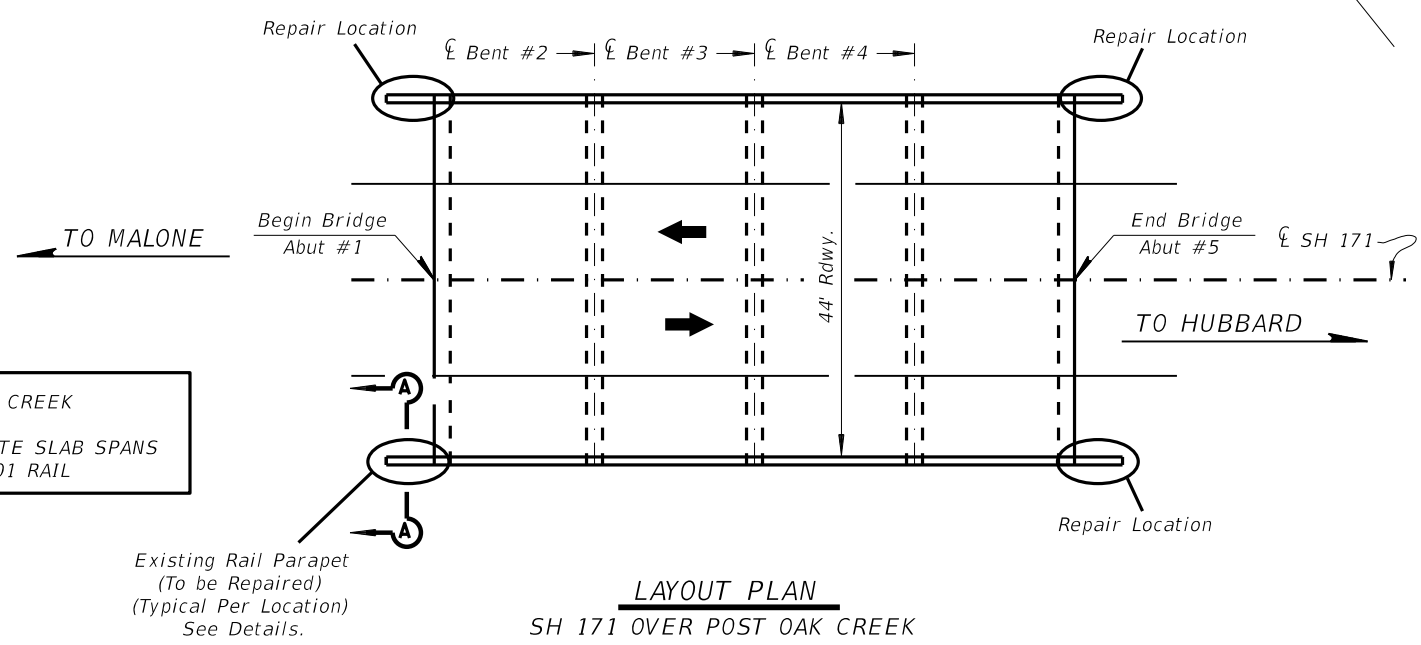 Repair Location
℄ Bent #2
℄ Bent #3
℄ Bent #4
Repair Location
TO MALONE
Begin Bridge
Abut #1
44' Rdwy.
End Bridge
Abut #5
℄ SH 171
TO HUBBARD
CREEK
TE SLAB SPANS
01 RAIL
A
A
Existing Rail Parapet
(To be Repaired)
(Typical Per Location)
See Details.
Repair Location
LAYOUT PLAN
SH 171 OVER POST OAK CREEK